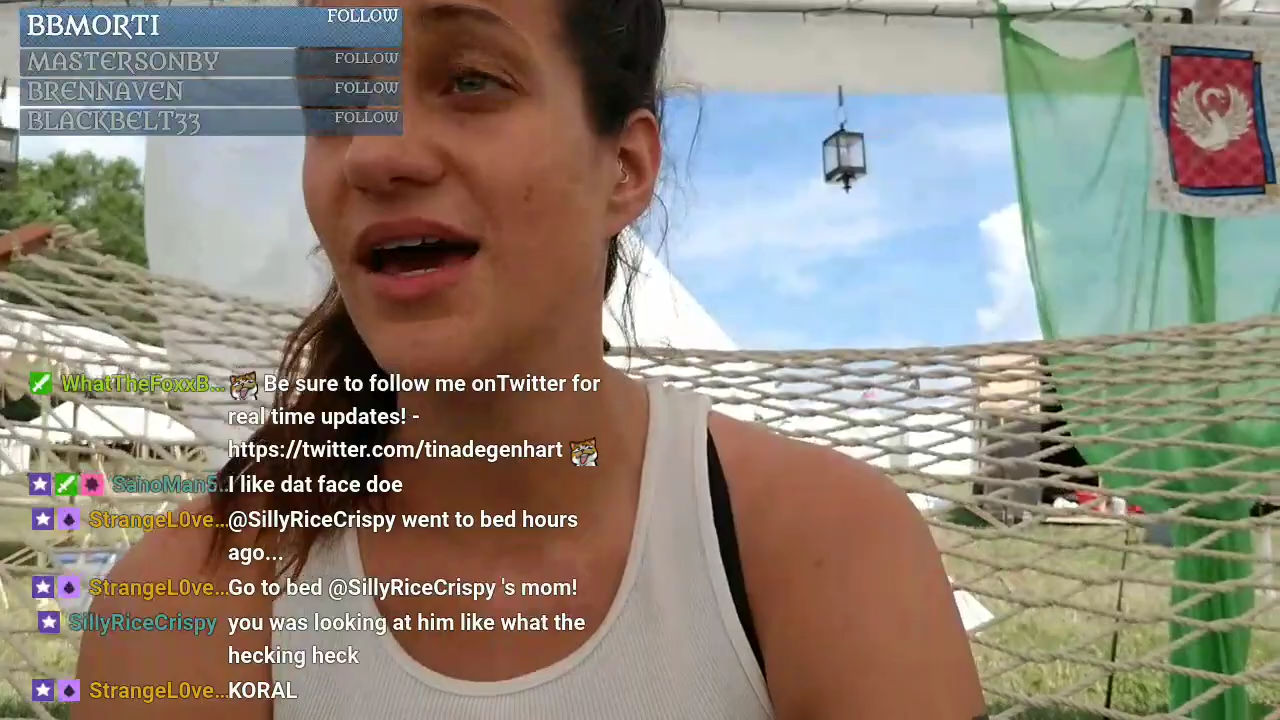 BBMORTI FOLLOW
MASTERSONBY FOLLOW
BRENNAVEN FOLLOW
BLACKBELT33 FOLLOW
WhatTheFoxxB... Be sure to follow me onTwitter for
real time updates! -
https://twitter.com/tinadegenhart
SanoMan5.. I like dat face doe
StrangeL0ve... @SillyRiceCrispy went to bed hours
ago...
StrangeL0ve... Go to bed @SillyRiceCrispy 's mom!
SillyRiceCrispy you was looking at him like what the
hecking heck
StrangeL0ve... KORAL